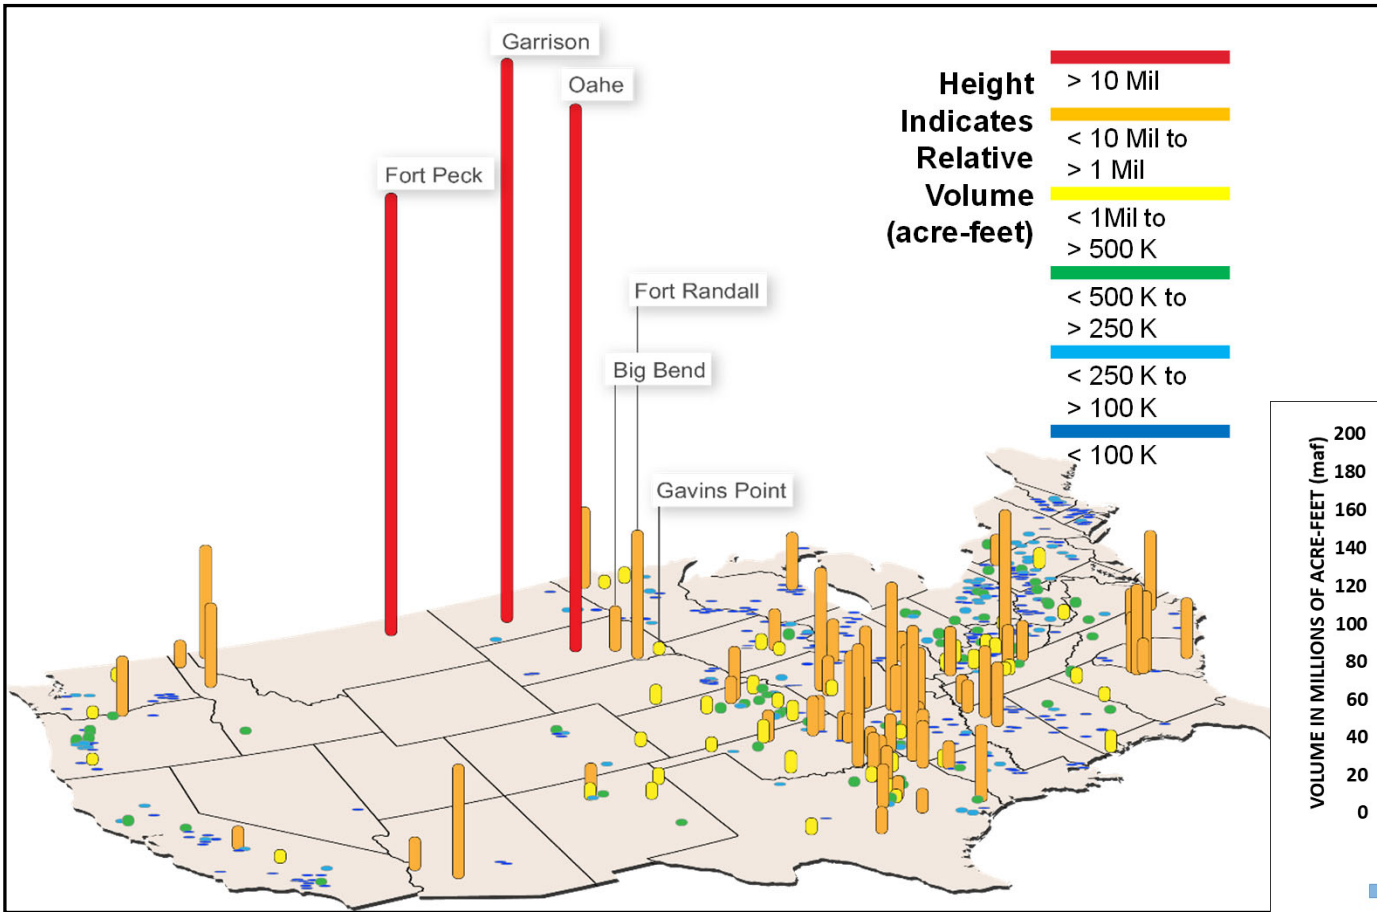 Garrison
Oahe
Fort Peck
Fort Randall
Big Bend
Gavins Point
Height
Indicates
Relative
Volume
(acre-feet)
> 10 Mil
< 10 Mil to
> 1 Mil
< 1Mil to
> 500 K
< 500 K to
> 250 K
< 250 K to
> 100 K
< 100 K
VOLUME IN MILLIONS OF ACRE-FEET (maf)
200
180
160
140
120
100
80
60
40
20
0